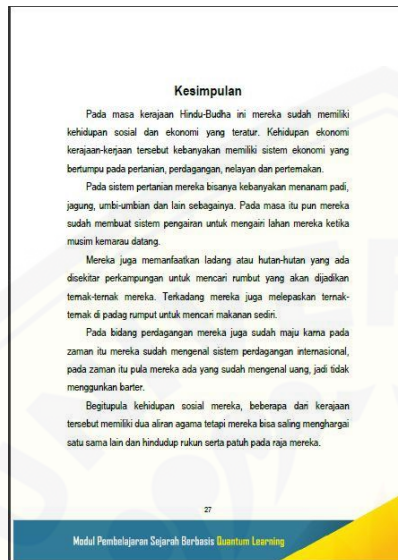 Kesimpulan
Pada masa kerajaan Hindu-Budha ini mereka sudah memiliki
kehidupan sosial dan ekonomi yang teratur. Kehidupan ekonomi
kerajaan-kerjaan tersebut kebanyakan memiliki sistem ekonomi yang
bertumpu pada pertanian, perdagangan, nelayan dan perternakan.
Pada sistem pertanian mereka bisanya kebanyakan menanam padi,
jagung, umbi-umbian dan lain sebagainya. Pada masa itu pun mereka
sudah membuat sistem pengairan untuk mengairi lahan mereka ketika
musim kemarau datang.
Mereka juga memanfaatkan ladang atau hutan-hutan yang ada
disekitar perkampungan untuk mencari rumbut yang akan dijadikan
ternak-ternak mereka. Terkadang mereka juga melepaskan ternak-
ternak di padag rumput untuk mencari makanan sediri.
Pada bidang perdagangan mereka juga sudah maju karna pada
zaman itu mereka sudah mengenal sistem perdagangan internasional,
pada zaman itu pula mereka ada yang sudah mengenal uang, jadi tidak
menggunkan barter.
Begitupula kehidupan sosial mereka, beberapa dari kerajaan
tersebut memiliki dua aliran agama tetapi mereka bisa saling menghargai
satu sama lain dan hindudup rukun serta patuh pada raja mereka.
27
Modul Pembelajaran Sejarah Berbasis Quantum Learning